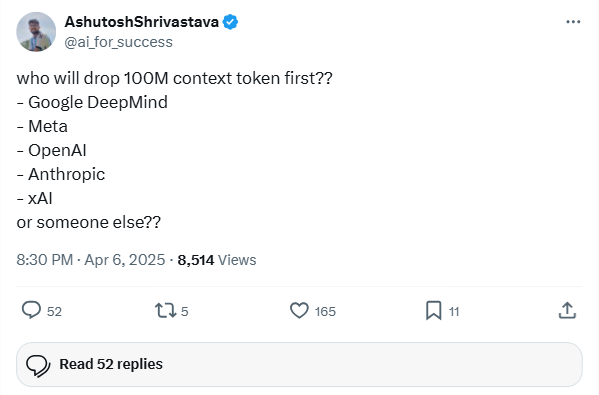 AshutoshShrivastava
@ai_for_success
who will drop 100M context token first??
- Google DeepMind
- Meta
- OpenAI
- Anthropic
- xAI
or someone else??
8:30 PM · Apr 6, 2025 · 8,514 Views
52 5 165 11
Read 52 replies